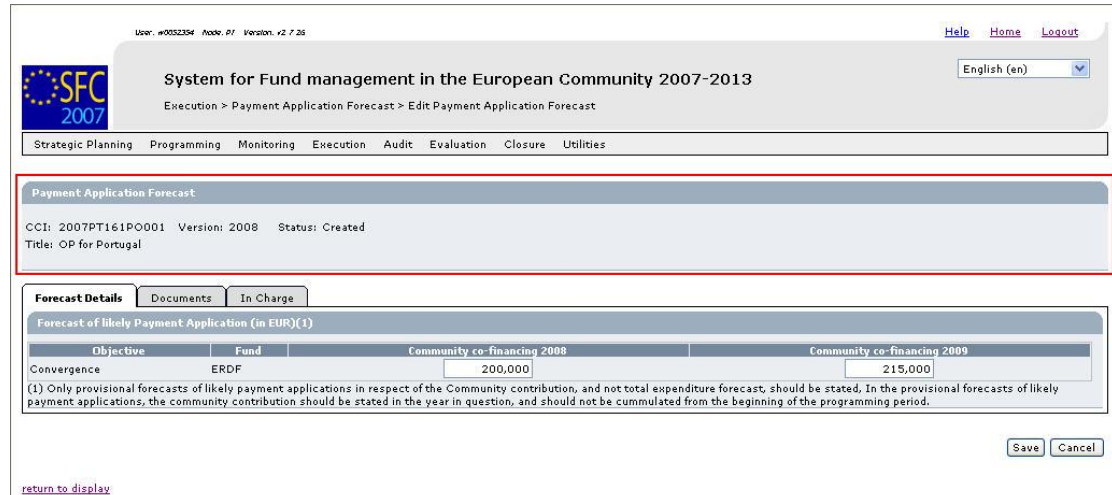 User. w0052354 Node. P1 Version. v2 7 26
Help Home Logout
SFC
2007
System for Fund management in the European Community 2007-2013
English (en)
Execution > Payment Application Forecast > Edit Payment Application Forecast
Strategic Planning Programming Monitoring Execution Audit Evaluation Closure Utilities
Payment Application Forecast
CCI: 2007PT161PO001 Version: 2008 Status: Created
Title: OP for Portugal
Forecast Details Documents In Charge
Forecast of likely Payment Application (in EUR)(1)
Objective Fund Community co-financing 2008 Community co-financing 2009
Convergence ERDF 200,000 215,000
(1) Only provisional forecasts of likely payment applications in respect of the Community contribution, and not total expenditure forecast, should be stated, In the provisional forecasts of likely
payment applications, the community contribution should be stated in the year in question, and should not be cummulated from the beginning of the programming period.
Save Cancel
return to display